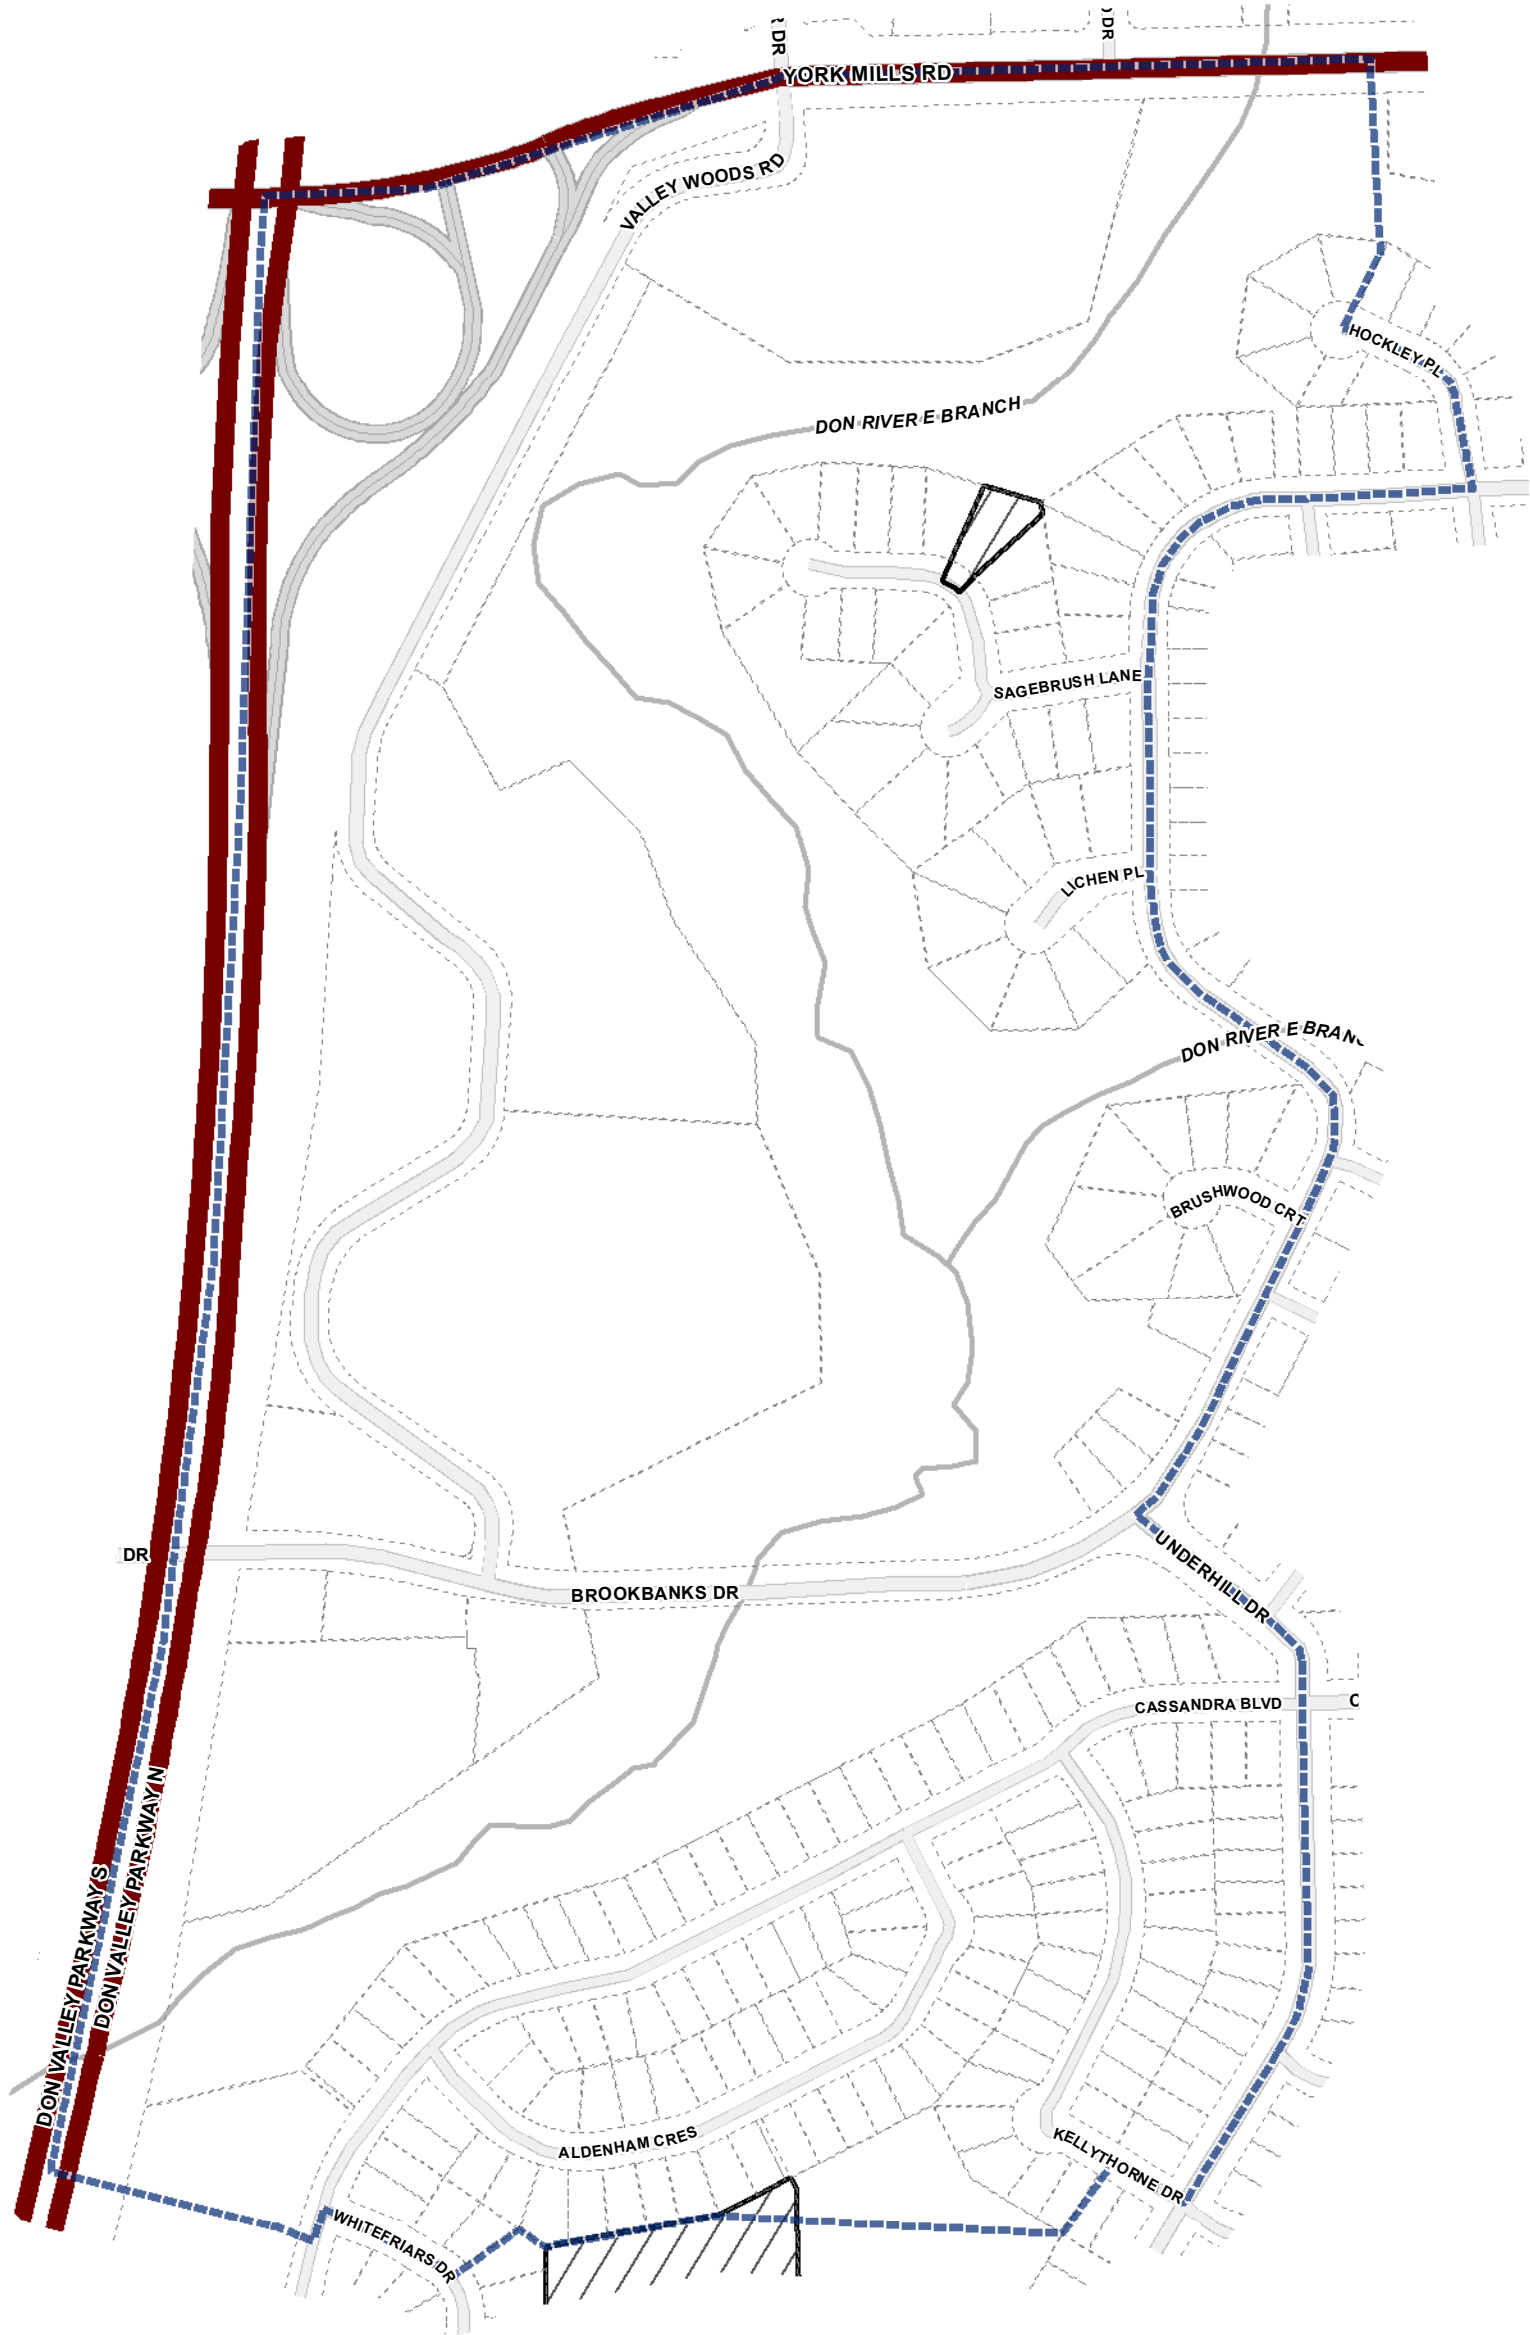 DR
DR
YORK MILLS RD
VALLEY WOODS RD
HOCKLEY PL
DON RIVER E BRANCH
SAGEBRUSH LANE
LICHEN PL
DON RIVER E BRAN
BRUSHWOOD CRT
UNDERHILL DR
DR
BROOKBANKS DR
CASSANDRA BLVD
C
DON VALLEY PARKWAY S
DON VALLEY PARKWAY N
ALDENHAM CRES
KELLYTHORNE DR
WHITEFRIARS DR